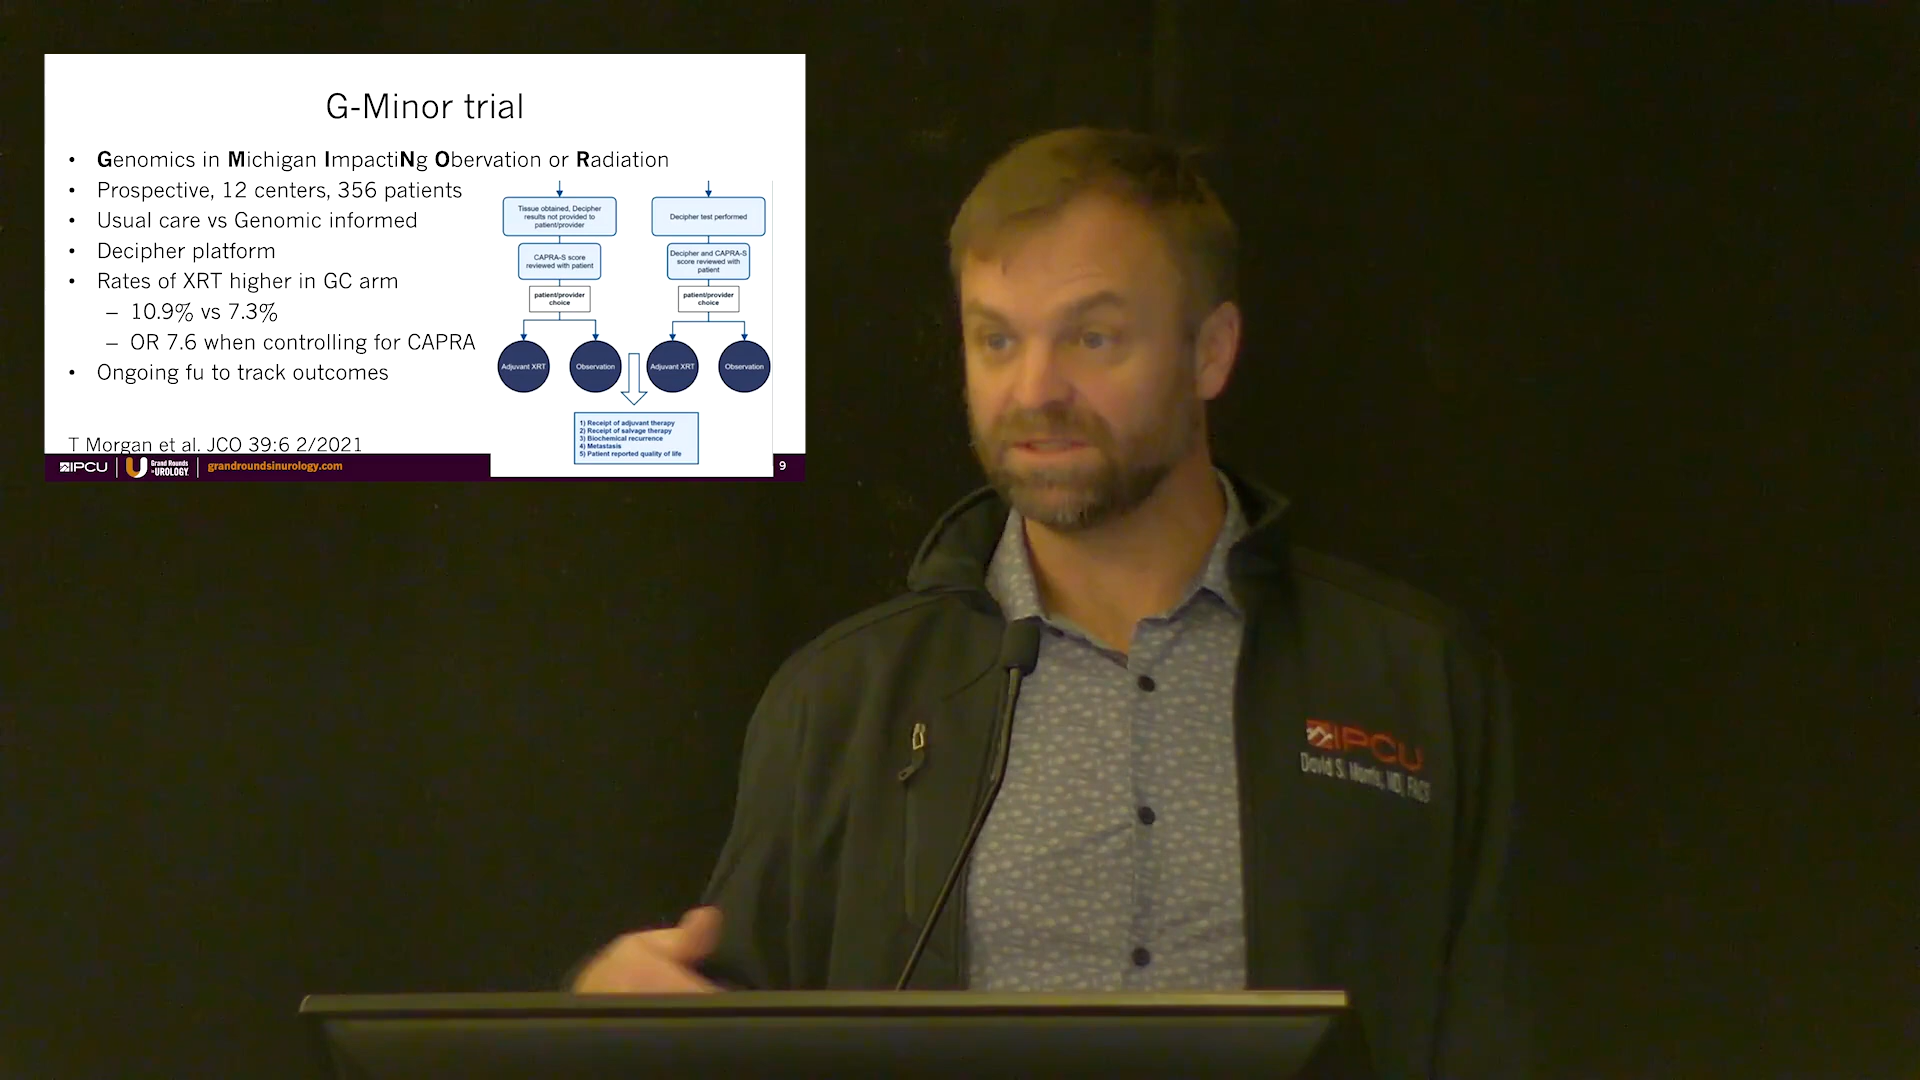 G-Minor trial
• Genomics in Michigan ImpactiNg Obervation or Radiation
• Prospective, 12 centers, 356 patients
• Usual care vs Genomic informed
• Decipher platform
• Rates of XRT higher in GC arm
– 10.9% vs 7.3%
– OR 7.6 when controlling for CAPRA
• Ongoing fu to track outcomes
T Morgan et al. JCO 39:6 2/2021
Tissue obtained, Decipher
results not provided to
patient/provider
Decipher test performed
CAPRA-S score
reviewed with patient
Decipher and CAPRA-S
score reviewed with
patient
patient/provider
choice
patient/provider
choice
Adjuvant XRT
Observation
Adjuvant XRT
Observation
1) Receipt of adjuvant therapy
2) Receipt of salvage therapy
3) Biochemical recurrence
4) Metastasis
5) Patient reported quality of life
IPCU
Grand Rounds
in UROLOGY.
grandroundsinurology.com
9
IPCU
David S. Morris, MD, FACS